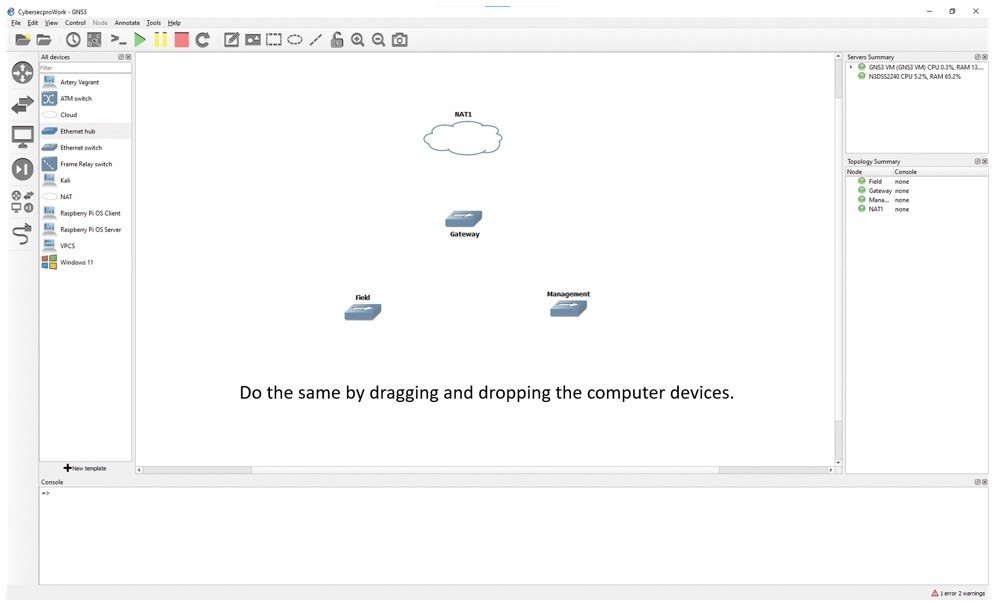 CybersecproWork - GNS3
File Edit View Control Node Annotate Tools Help
All devices
Filter
Artery Vagrant
ATM switch
Cloud
Ethernet hub
Ethernet switch
Frame Relay switch
Kali
NAT
Raspberry Pi OS Client
Raspberry Pi OS Server
VPCS
Windows 11
New template
NAT1
Gateway
Field
Management
Do the same by dragging and dropping the computer devices.
Servers Summary
GNS3 VM (GNS3 VM) CPU 0.3%, RAM 13....
N3DSS2240 CPU 5.2%, RAM 65.2%
Topology Summary
Node Console
Field none
Gateway none
Mana... none
NAT1 none
Console
=>
1 error 2 warnings